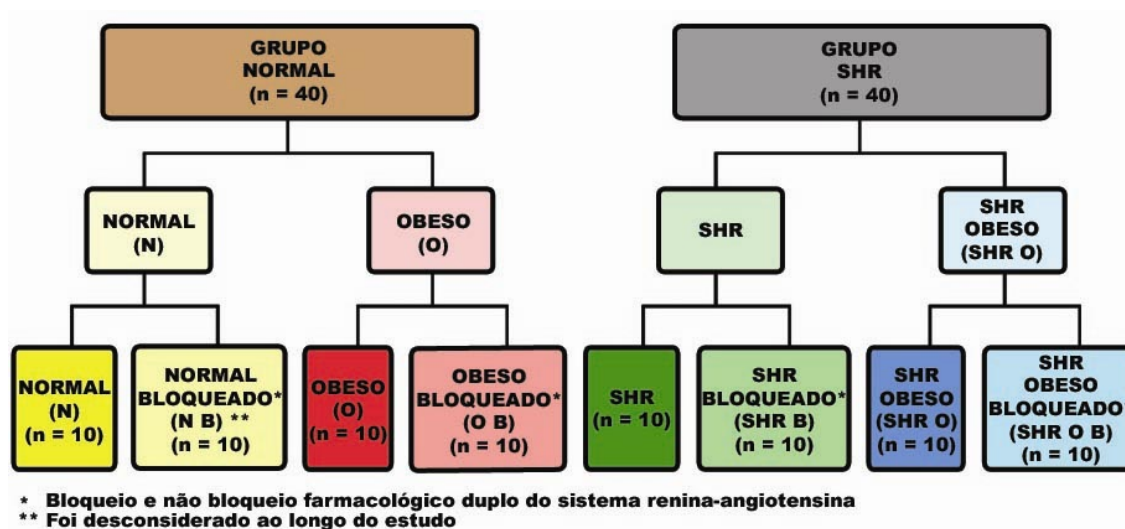 GRUPO
NORMAL
(n = 40)
GRUPO
SHR
(n = 40)
NORMAL
(N)
OBESO
(O)
SHR
SHR
OBESO
(SHR O)
NORMAL
(N)
(n = 10)
NORMAL
BLOQUEADO*
(N B) **
(n = 10)
OBESO
(O)
(n = 10)
OBESO
BLOQUEADO*
(O B)
(n = 10)
SHR
(n = 10)
SHR
BLOQUEADO*
(SHR B)
(n = 10)
SHR
OBESO
(SHR O)
(n = 10)
SHR
OBESO
BLOQUEADO*
(SHR O B)
(n = 10)
* Bloqueio e não bloqueio farmacológico duplo do sistema renina-angiotensina
** Foi desconsiderado ao longo do estudo